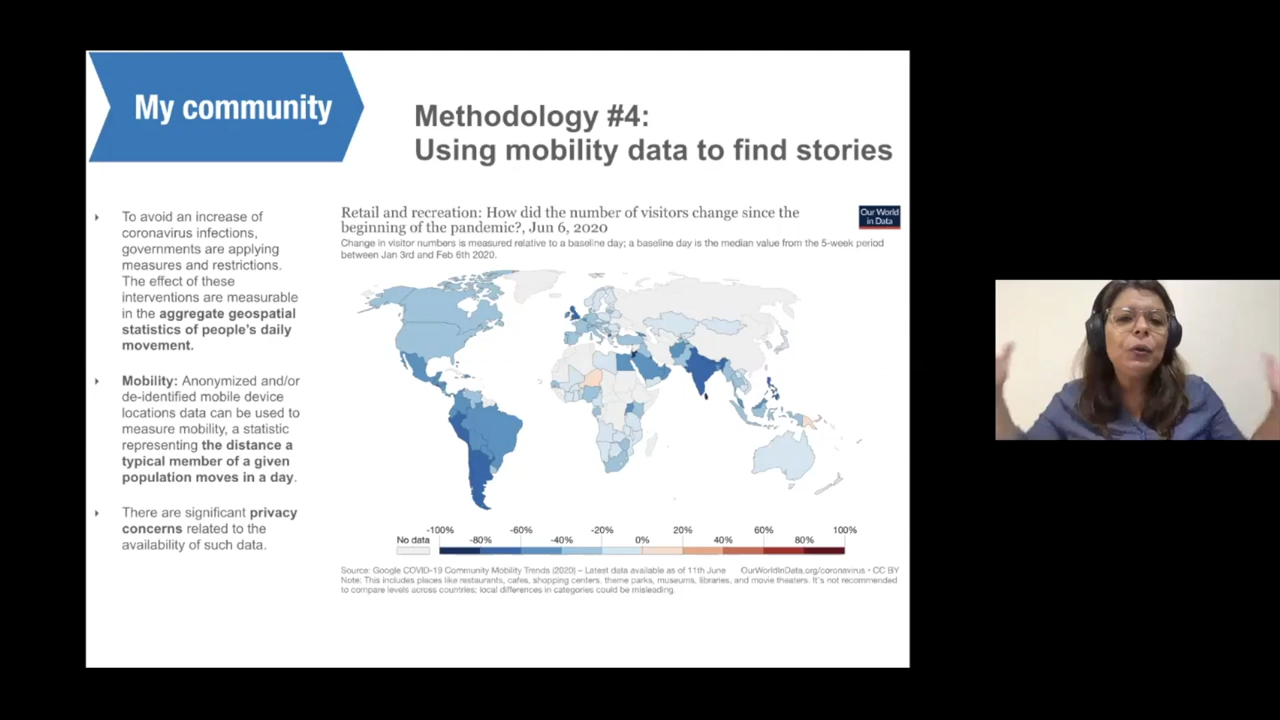 My community
Methodology #4:
Using mobility data to find stories
To avoid an increase of
coronavirus infections,
governments are applying
measures and restrictions.
The effect of these
interventions are measurable
in the aggregate geospatial
statistics of people's daily
movement.
Mobility: Anonymized and/or
de-identified mobile device
locations data can be used to
measure mobility, a statistic
representing the distance a
typical member of a given
population moves in a day.
There are significant privacy
concerns related to the
availability of such data.
Retail and recreation: How did the number of visitors change since the
beginning of the pandemic?, Jun 6, 2020
Our World
in Data
Change in visitor numbers is measured relative to a baseline day; a baseline day is the median value from the 5-week period
between Jan 3rd and Feb 6th 2020.
-100% -60% -20% 20% 60% 100%
No data -80% -40% 0% 40% 80%
Source: Google COVID-19 Community Mobility Trends (2020) – Latest data available as of 11th June OurWorldInData.org/coronavirus • CC BY
Note: This includes places like restaurants, cafes, shopping centers, theme parks, museums, libraries, and movie theaters. It's not recommended
to compare levels across countries; local differences in categories could be misleading.